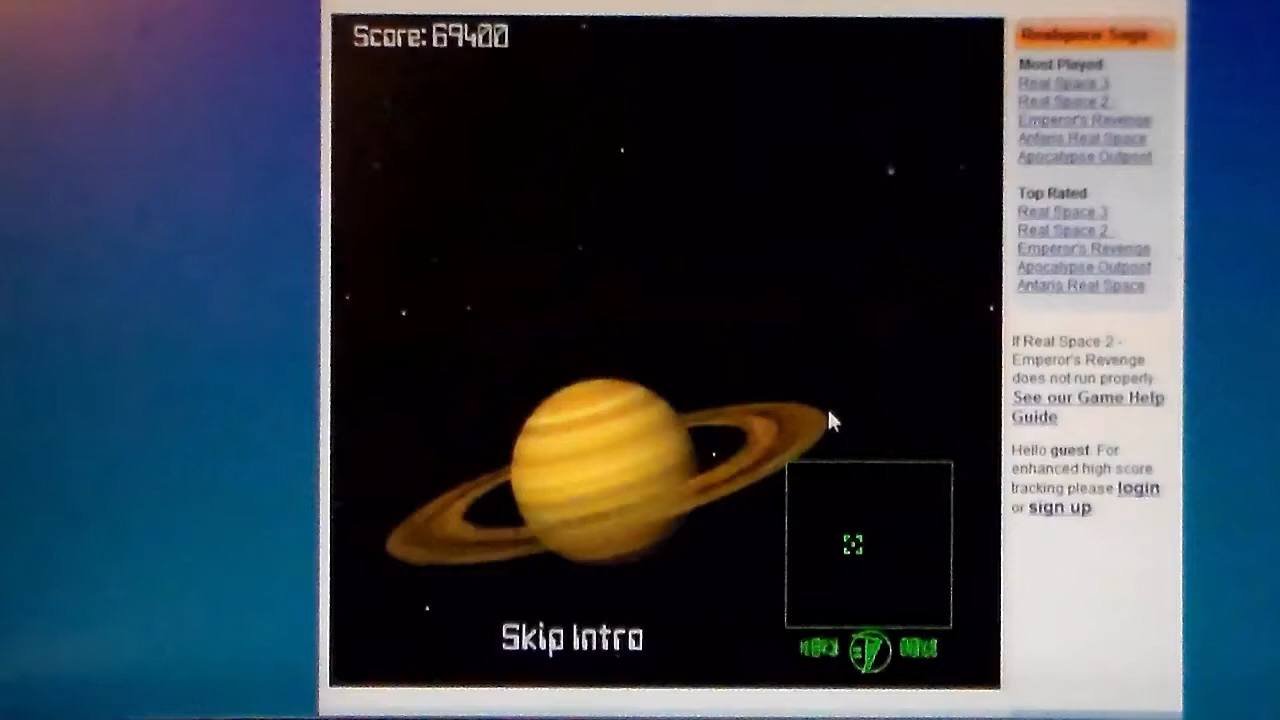 Score: 69400
Realspace Saga
Most Played
Real Space 3
Real Space 2
Emperor's Revenge
Antaris Real Space
Apocalypse Outpost
Top Rated
Real Space 3
Real Space 2
Emperor's Revenge
Apocalypse Outpost
Antaris Real Space
If Real Space 2 -
Emperor's Revenge
does not run properly
See our Game Help
Guide
Hello guest. For
enhanced high score
tracking please login
or sign up
Skip Intro